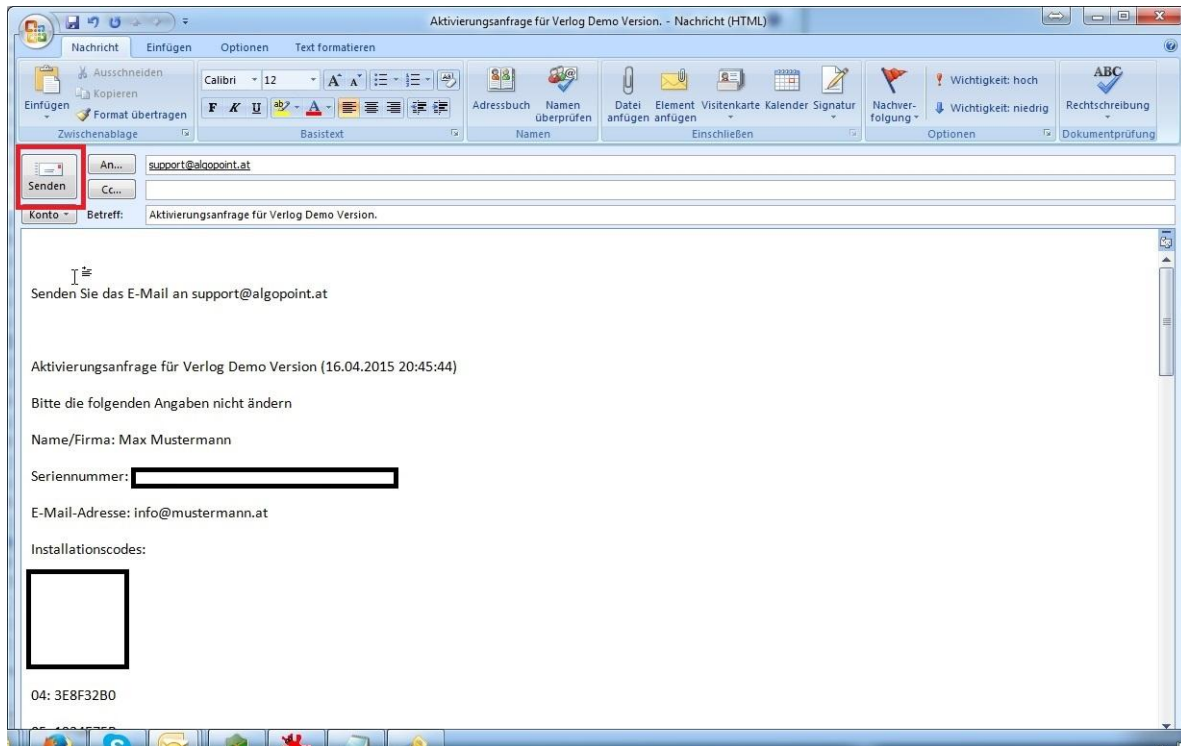 Aktivierungsanfrage für Verlog Demo Version. - Nachricht (HTML)
Nachricht Einfügen Optionen Text formatieren
Einfügen
Ausschneiden
Kopieren
Format übertragen
Zwischenablage
Calibri 12
F K U
Basistext
Adressbuch
Namen überprüfen
Namen
Datei anfügen
Element anfügen
Visitenkarte
Kalender
Signatur
Einschließen
Nachver-
folgung
Wichtigkeit: hoch
Wichtigkeit: niedrig
Optionen
ABC
Rechtschreibung
Dokumentprüfung
Senden
An... support@algopoint.at
Cc...
Konto Betreff: Aktivierungsanfrage für Verlog Demo Version.
Senden Sie das E-Mail an support@algopoint.at
Aktivierungsanfrage für Verlog Demo Version (16.04.2015 20:45:44)
Bitte die folgenden Angaben nicht ändern
Name/Firma: Max Mustermann
Seriennummer:
E-Mail-Adresse: info@mustermann.at
Installationscodes:
04: 3E8F32B0